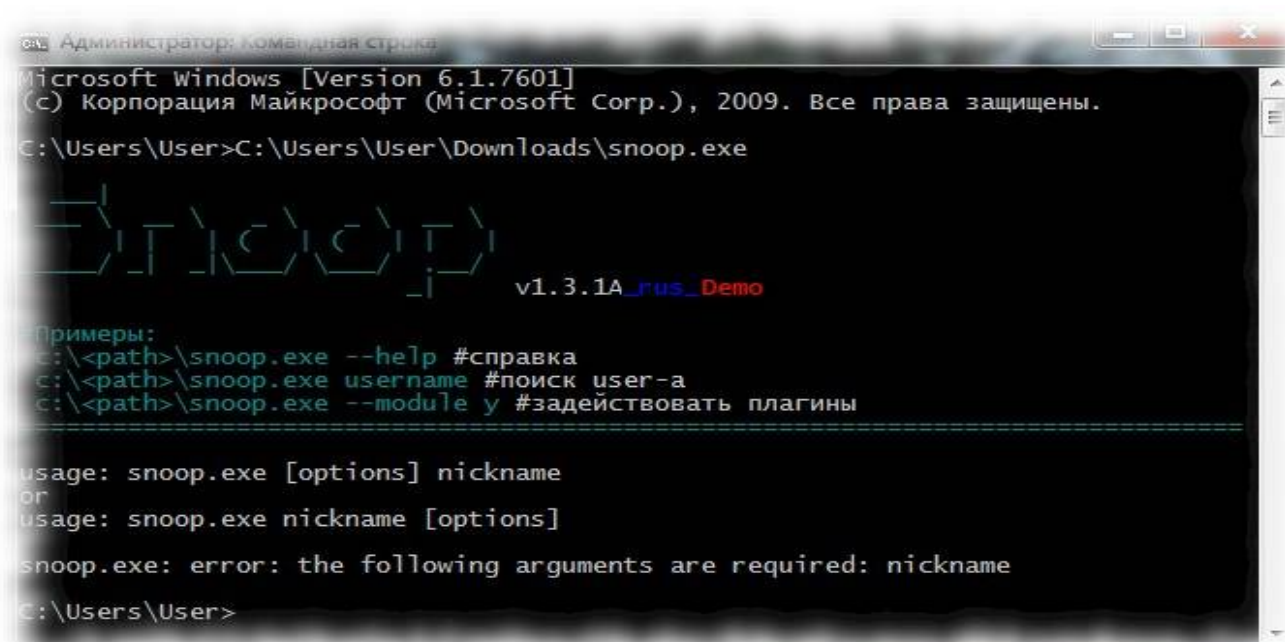 Администратор: Командная строка
Microsoft Windows [Version 6.1.7601]
(c) Корпорация Майкрософт (Microsoft Corp.), 2009. Все права защищены.
C:\Users\User>C:\Users\User\Downloads\snoop.exe
Snoop
v1.3.1A_rus_Demo
Примеры:
c:\<path>\snoop.exe --help #справка
c:\<path>\snoop.exe username #поиск user-а
c:\<path>\snoop.exe --module y #задействовать плагины
================================================================================
usage: snoop.exe [options] nickname
or
usage: snoop.exe nickname [options]
snoop.exe: error: the following arguments are required: nickname
C:\Users\User>